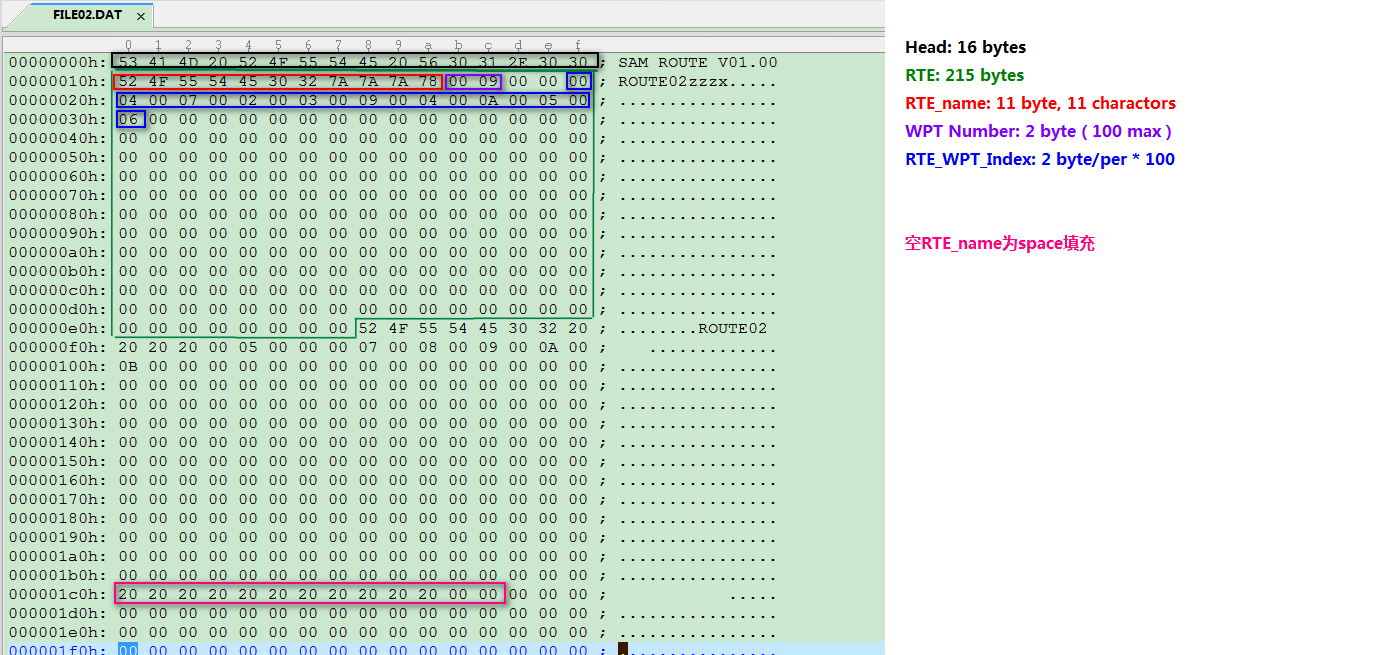 FILE02.DAT ×
0 1 2 3 4 5 6 7 8 9 a b c d e f
00000000h: 53 41 4D 20 52 4F 55 54 45 20 56 30 31 2E 30 30 ; SAM ROUTE V01.00
00000010h: 52 4F 55 54 45 30 32 7A 7A 7A 78 00 09 00 00 00 ; ROUTE02zzzx.....
00000020h: 04 00 07 00 02 00 03 00 09 00 04 00 0A 00 05 00 ; ................
00000030h: 06 00 00 00 00 00 00 00 00 00 00 00 00 00 00 00 ; ................
00000040h: 00 00 00 00 00 00 00 00 00 00 00 00 00 00 00 00 ; ................
00000050h: 00 00 00 00 00 00 00 00 00 00 00 00 00 00 00 00 ; ................
00000060h: 00 00 00 00 00 00 00 00 00 00 00 00 00 00 00 00 ; ................
00000070h: 00 00 00 00 00 00 00 00 00 00 00 00 00 00 00 00 ; ................
00000080h: 00 00 00 00 00 00 00 00 00 00 00 00 00 00 00 00 ; ................
00000090h: 00 00 00 00 00 00 00 00 00 00 00 00 00 00 00 00 ; ................
000000a0h: 00 00 00 00 00 00 00 00 00 00 00 00 00 00 00 00 ; ................
000000b0h: 00 00 00 00 00 00 00 00 00 00 00 00 00 00 00 00 ; ................
000000c0h: 00 00 00 00 00 00 00 00 00 00 00 00 00 00 00 00 ; ................
000000d0h: 00 00 00 00 00 00 00 00 00 00 00 00 00 00 00 00 ; ................
000000e0h: 00 00 00 00 00 00 00 00 52 4F 55 54 45 30 32 20 ; ........ROUTE02
000000f0h: 20 20 20 00 05 00 00 00 07 00 08 00 09 00 0A 00 ;    .............
00000100h: 0B 00 00 00 00 00 00 00 00 00 00 00 00 00 00 00 ; ................
00000110h: 00 00 00 00 00 00 00 00 00 00 00 00 00 00 00 00 ; ................
00000120h: 00 00 00 00 00 00 00 00 00 00 00 00 00 00 00 00 ; ................
00000130h: 00 00 00 00 00 00 00 00 00 00 00 00 00 00 00 00 ; ................
00000140h: 00 00 00 00 00 00 00 00 00 00 00 00 00 00 00 00 ; ................
00000150h: 00 00 00 00 00 00 00 00 00 00 00 00 00 00 00 00 ; ................
00000160h: 00 00 00 00 00 00 00 00 00 00 00 00 00 00 00 00 ; ................
00000170h: 00 00 00 00 00 00 00 00 00 00 00 00 00 00 00 00 ; ................
00000180h: 00 00 00 00 00 00 00 00 00 00 00 00 00 00 00 00 ; ................
00000190h: 00 00 00 00 00 00 00 00 00 00 00 00 00 00 00 00 ; ................
000001a0h: 00 00 00 00 00 00 00 00 00 00 00 00 00 00 00 00 ; ................
000001b0h: 00 00 00 00 00 00 00 00 00 00 00 00 00 00 00 00 ; ................
000001c0h: 20 20 20 20 20 20 20 20 20 20 20 00 00 00 00 00 ;            .....
000001d0h: 00 00 00 00 00 00 00 00 00 00 00 00 00 00 00 00 ; ................
000001e0h: 00 00 00 00 00 00 00 00 00 00 00 00 00 00 00 00 ; ................
000001f0h: 00 00 00 00 00 00 00 00 00 00 00 00 00 00 00 00 ; ................
Head: 16 bytes
RTE: 215 bytes
RTE_name: 11 byte, 11 charactors
WPT Number: 2 byte ( 100 max )
RTE_WPT_Index: 2 byte/per * 100
空RTE_name为space填充